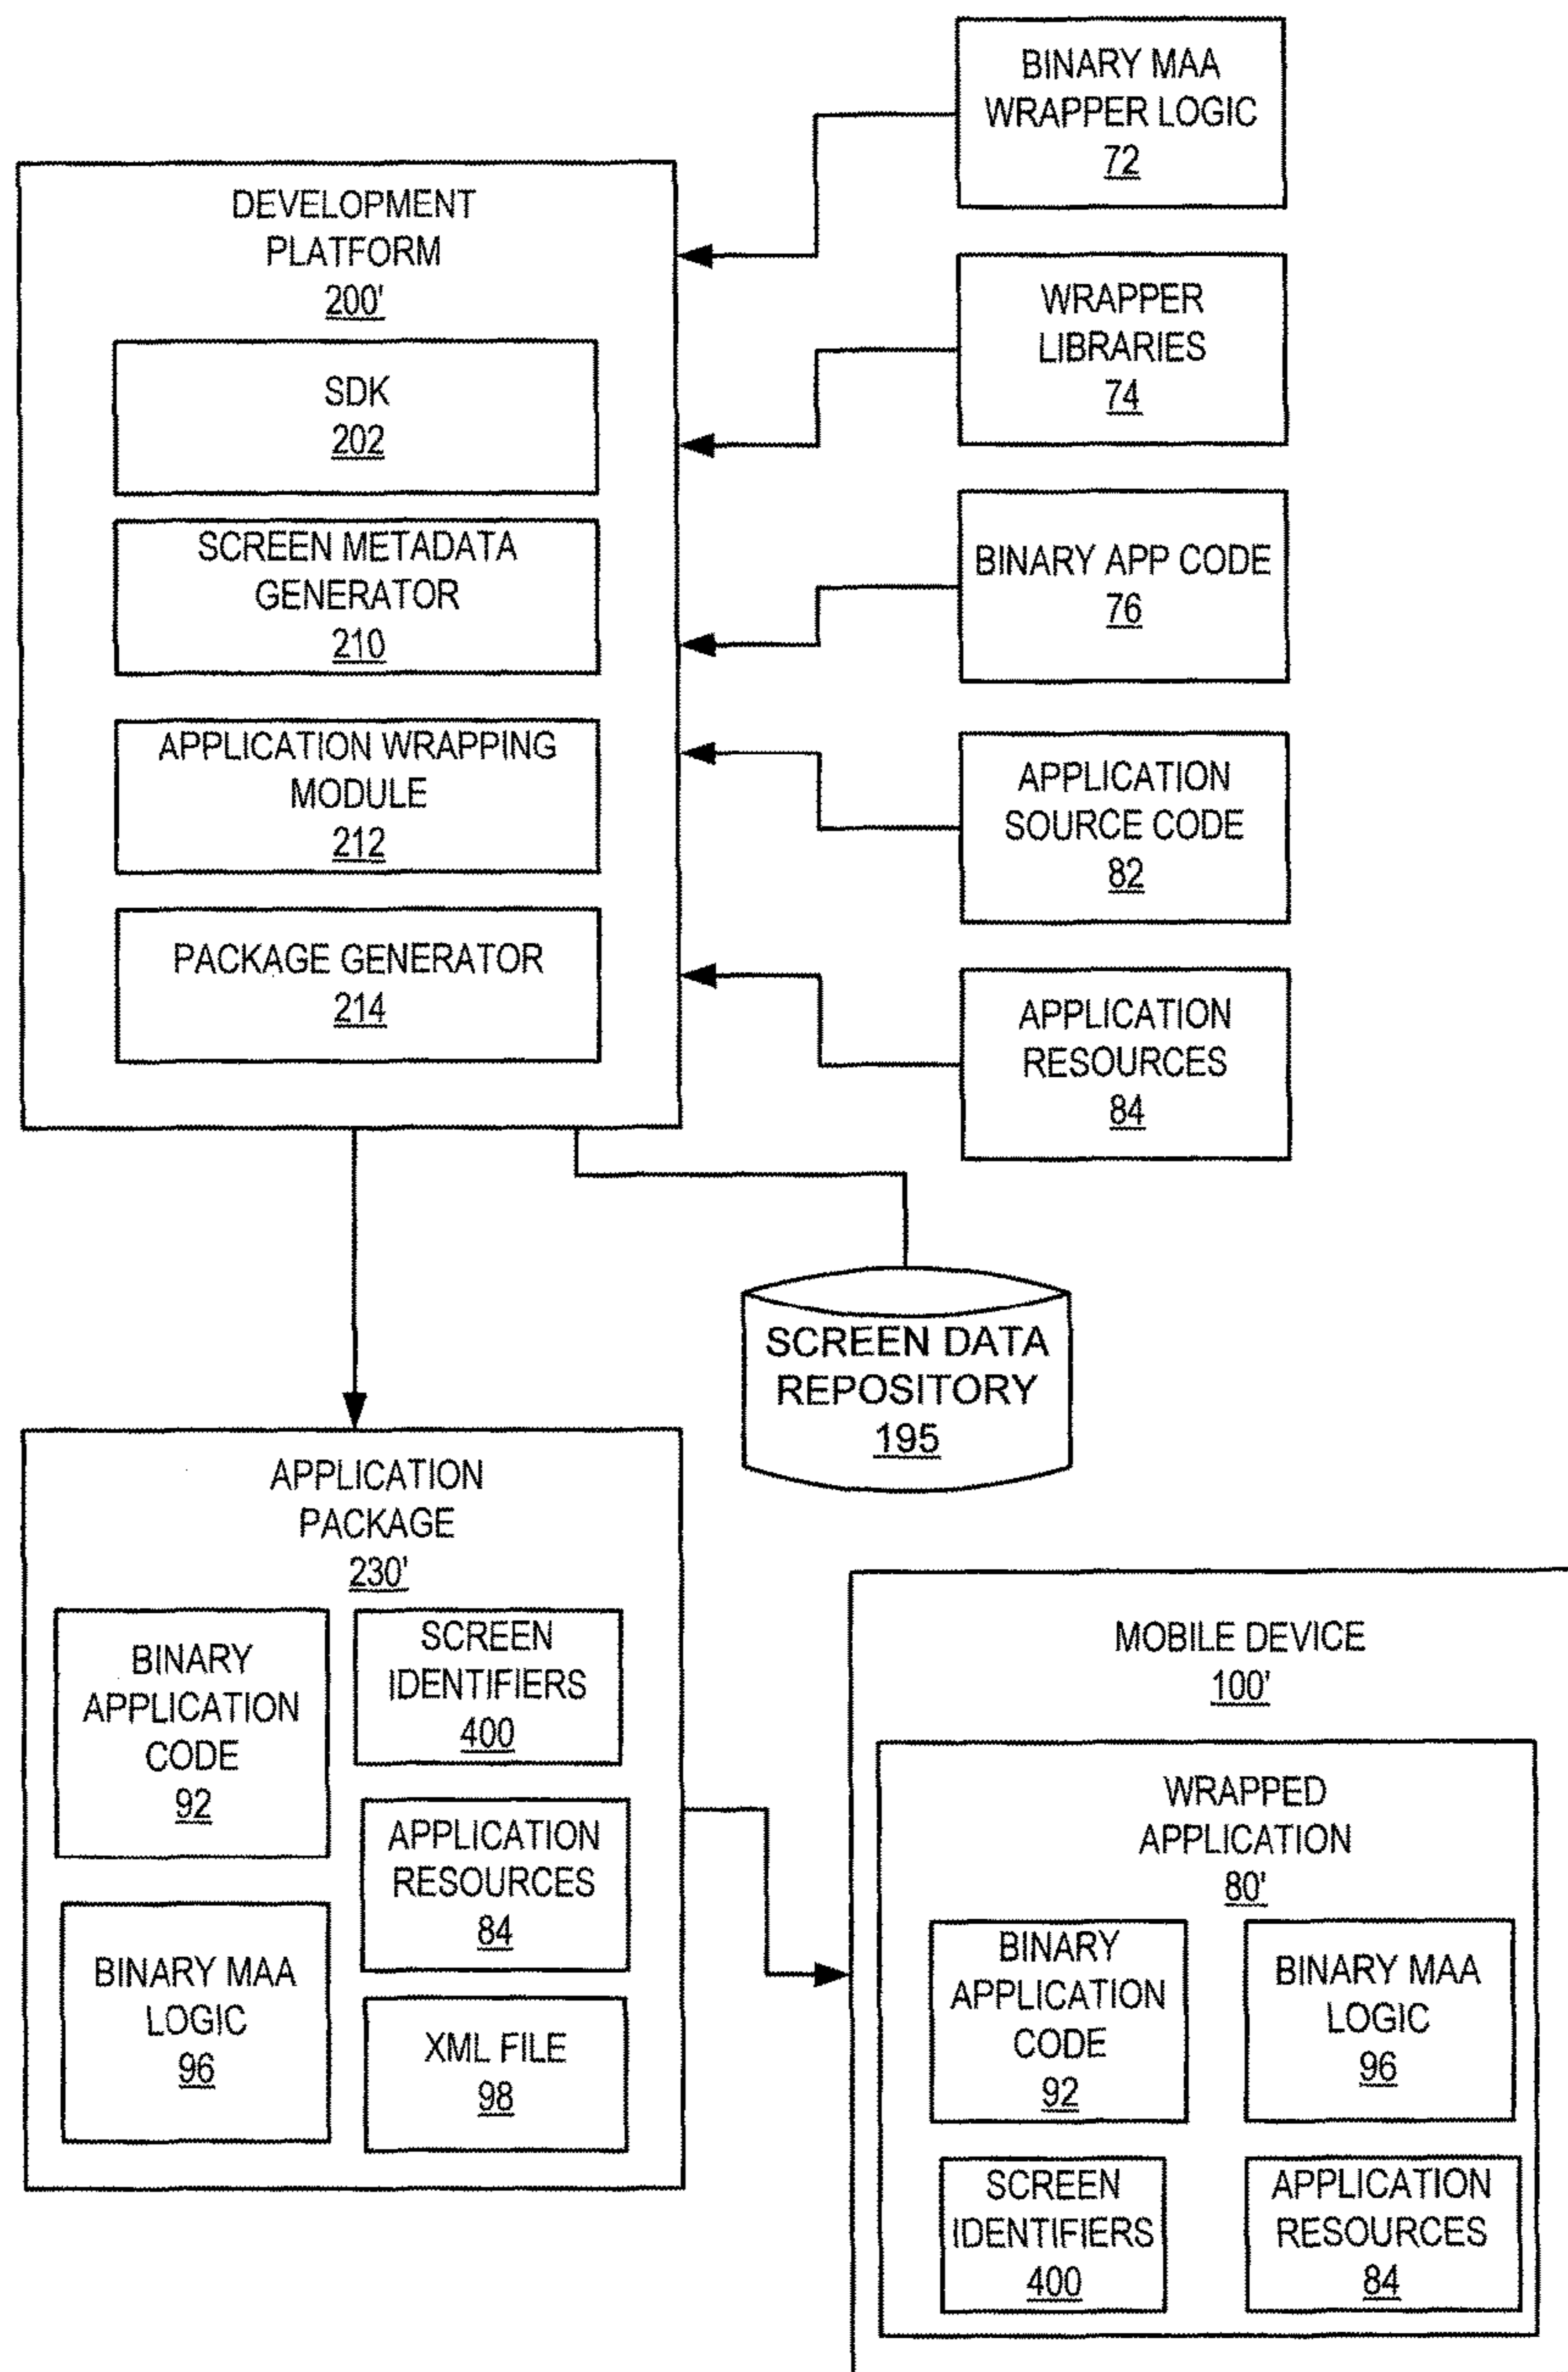 BINARY MAA
WRAPPER LOGIC
72
DEVELOPMENT
PLATFORM
200'
SDK
202
SCREEN METADATA
GENERATOR
210
APPLICATION WRAPPING
MODULE
212
PACKAGE GENERATOR
214
WRAPPER
LIBRARIES
74
BINARY APP CODE
76
APPLICATION
SOURCE CODE
82
APPLICATION
RESOURCES
84
SCREEN DATA
REPOSITORY
195
APPLICATION
PACKAGE
230'
BINARY
APPLICATION
CODE
92
SCREEN
IDENTIFIERS
400
APPLICATION
RESOURCES
84
BINARY MAA
LOGIC
96
XML FILE
98
MOBILE DEVICE
100'
WRAPPED
APPLICATION
80'
BINARY
APPLICATION
CODE
92
BINARY MAA
LOGIC
96
SCREEN
IDENTIFIERS
400
APPLICATION
RESOURCES
84